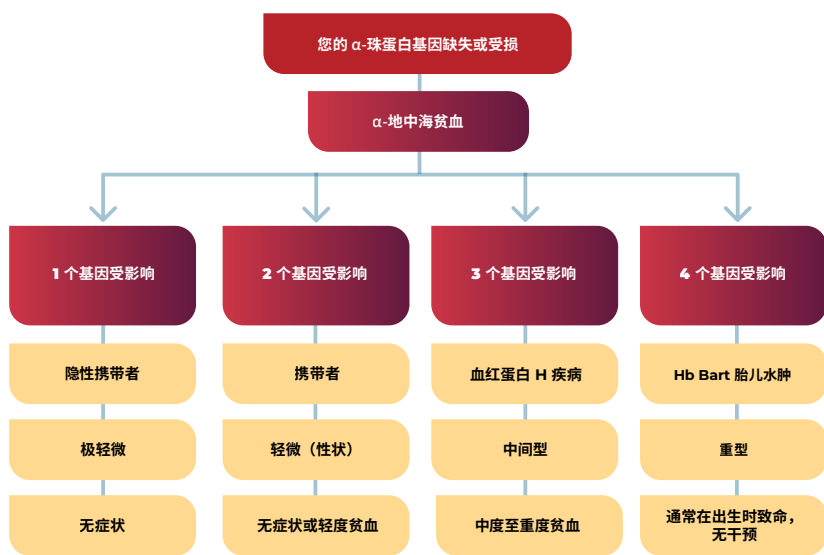 您的 α-珠蛋白基因缺失或受损
α-地中海贫血
1 个基因受影响
2 个基因受影响
3 个基因受影响
4 个基因受影响
隐性携带者
携带者
血红蛋白 H 疾病
Hb Bart 胎儿水肿
极轻微
轻微（性状）
中间型
重型
无症状
无症状或轻度贫血
中度至重度贫血
通常在出生时致命，
无干预